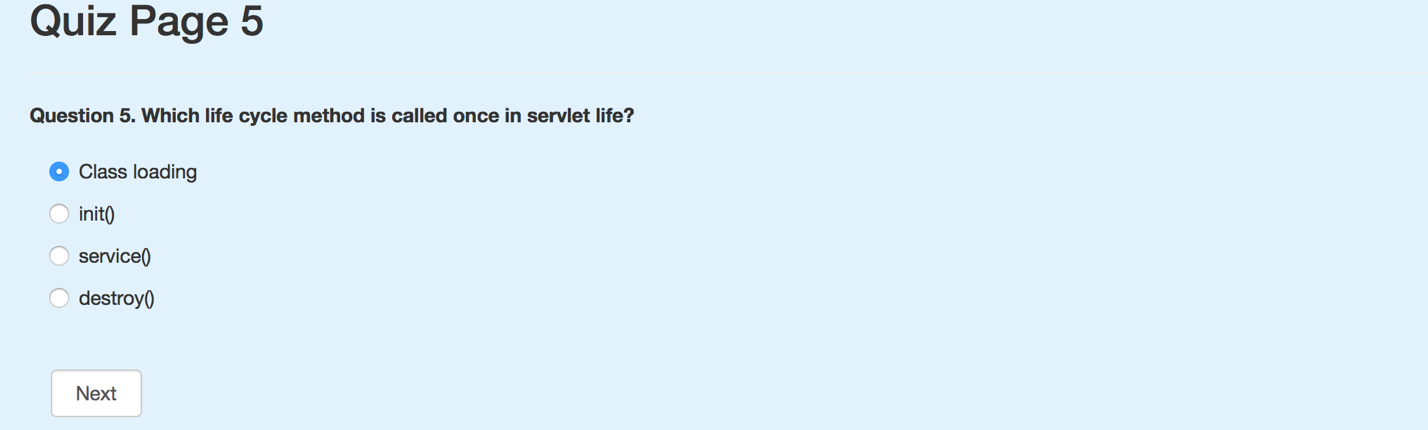 Quiz Page 5
Question 5. Which life cycle method is called once in servlet life?
Class loading
init()
service()
destroy()
Next